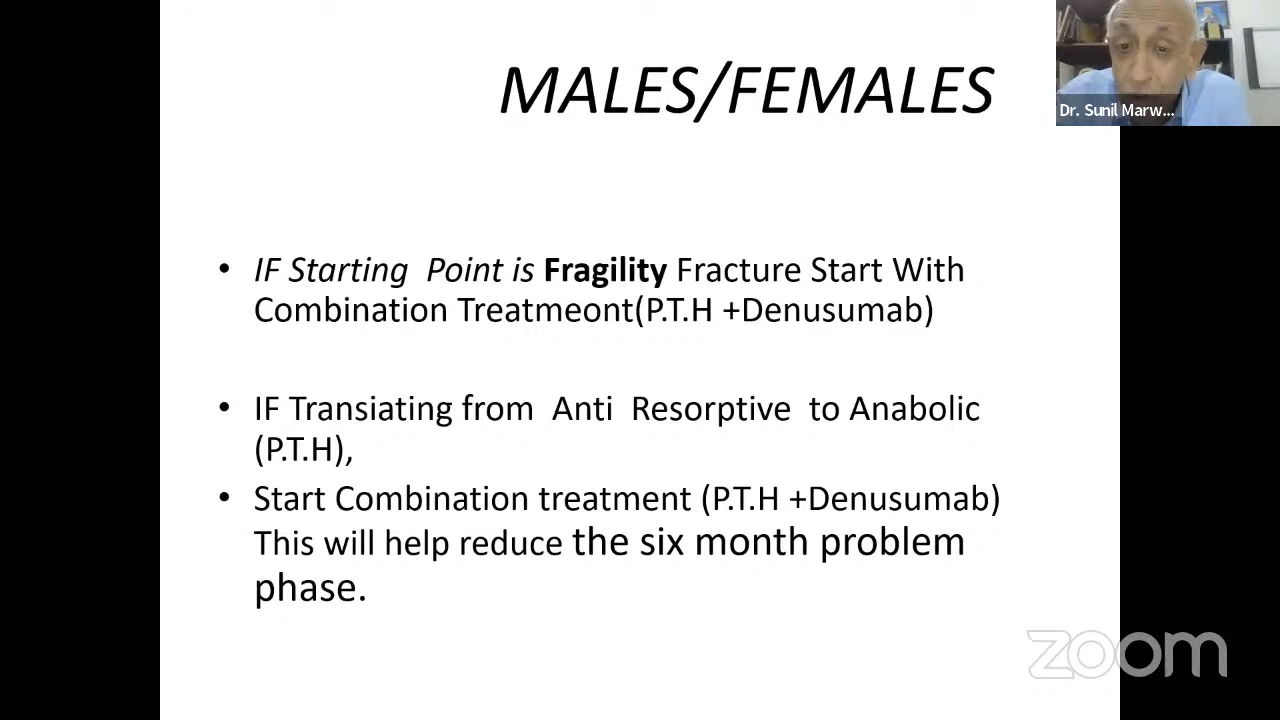 MALES/FEMALES
Dr. Sunil Marw...
• IF Starting Point is Fragility Fracture Start With
Combination Treatmeont(P.T.H +Denusumab)
• IF Transiating from Anti Resorptive to Anabolic
(P.T.H),
• Start Combination treatment (P.T.H +Denusumab)
This will help reduce the six month problem
phase.
zoom